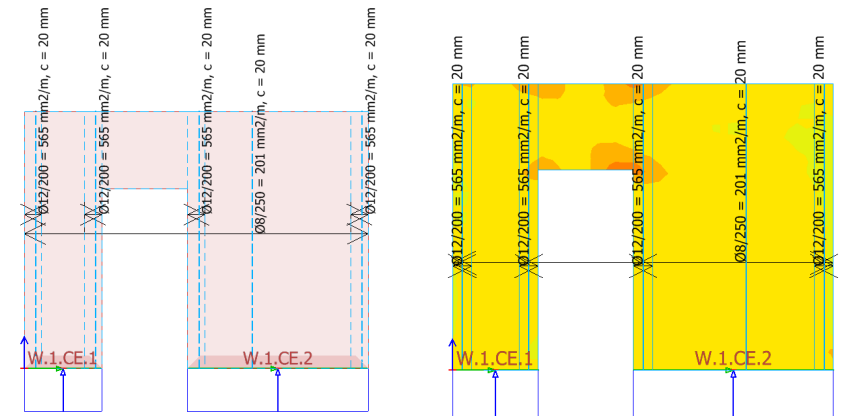 Ø12/200 = 565 mm2/m, c = 20 mm
Ø12/200 = 565 mm2/m, c = 20 mm
Ø12/200 = 565 mm2/m, c = 20 mm
Ø8/250 = 201 mm2/m, c = 20 mm
Ø12/200 = 565 mm2/m, c = 20 mm
W.1.CE.1
W.1.CE.2
Ø12/200 = 565 mm2/m, c = 20 mm
Ø12/200 = 565 mm2/m, c = 20 mm
Ø12/200 = 565 mm2/m, c = 20 mm
Ø8/250 = 201 mm2/m, c = 20 mm
Ø12/200 = 565 mm2/m, c = 20 mm
W.1.CE.1
W.1.CE.2